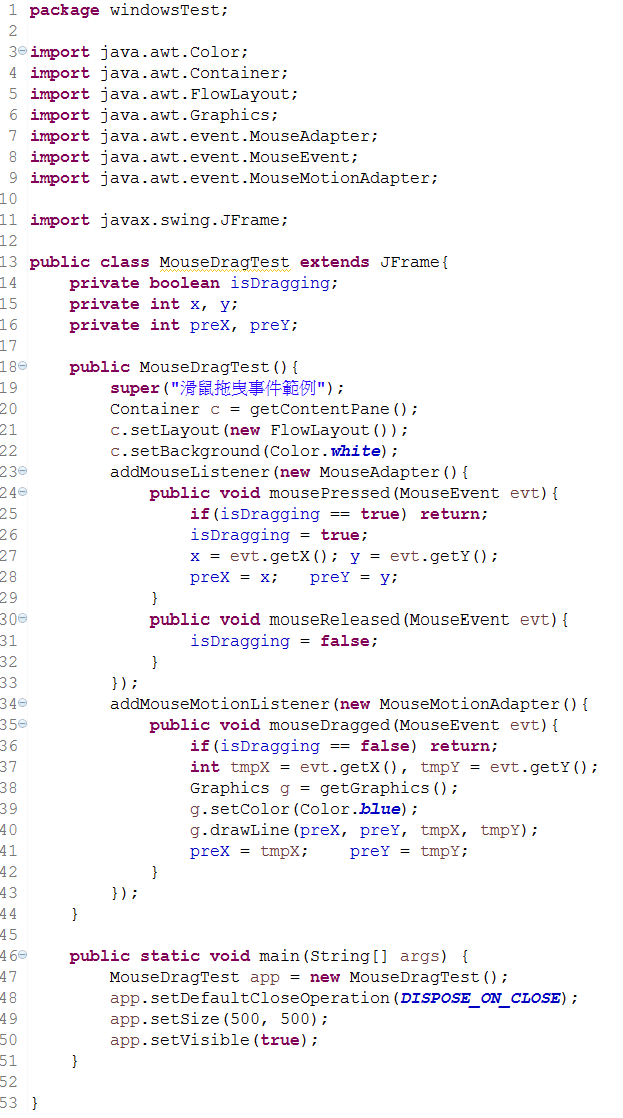 1 package windowsTest;
2
3 import java.awt.Color;
4 import java.awt.Container;
5 import java.awt.FlowLayout;
6 import java.awt.Graphics;
7 import java.awt.event.MouseAdapter;
8 import java.awt.event.MouseEvent;
9 import java.awt.event.MouseMotionAdapter;
10
11 import javax.swing.JFrame;
12
13 public class MouseDragTest extends JFrame{
14     private boolean isDragging;
15     private int x, y;
16     private int preX, preY;
17
18     public MouseDragTest(){
19         super("滑鼠拖曳事件範例");
20         Container c = getContentPane();
21         c.setLayout(new FlowLayout());
22         c.setBackground(Color.white);
23         addMouseListener(new MouseAdapter(){
24             public void mousePressed(MouseEvent evt){
25                 if(isDragging == true) return;
26                 isDragging = true;
27                 x = evt.getX(); y = evt.getY();
28                 preX = x;   preY = y;
29             }
30             public void mouseReleased(MouseEvent evt){
31                 isDragging = false;
32             }
33         });
34         addMouseMotionListener(new MouseMotionAdapter(){
35             public void mouseDragged(MouseEvent evt){
36                 if(isDragging == false) return;
37                 int tmpX = evt.getX(), tmpY = evt.getY();
38                 Graphics g = getGraphics();
39                 g.setColor(Color.blue);
40                 g.drawLine(preX, preY, tmpX, tmpY);
41                 preX = tmpX;    preY = tmpY;
42             }
43         });
44     }
45
46     public static void main(String[] args) {
47         MouseDragTest app = new MouseDragTest();
48         app.setDefaultCloseOperation(DISPOSE_ON_CLOSE);
49         app.setSize(500, 500);
50         app.setVisible(true);
51     }
52
53 }